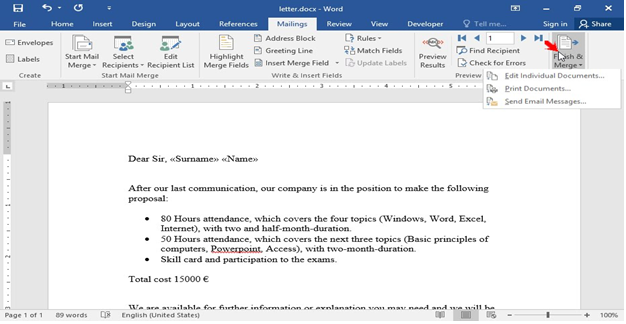 letter.docx - Word
File Home Insert Design Layout References Mailings Review View Developer Tell me... Sign in Share
Envelopes
Labels
Create
Start Mail Merge
Select Recipients
Edit Recipient List
Start Mail Merge
Highlight Merge Fields
Address Block
Greeting Line
Insert Merge Field
Rules
Match Fields
Update Labels
Write & Insert Fields
Preview Results
1
Find Recipient
Check for Errors
Preview
Finish & Merge
Edit Individual Documents...
Print Documents...
Send Email Messages...
1 1 2 3 4 5
Dear Sir, «Surname» «Name»
After our last communication, our company is in the position to make the following
proposal:
• 80 Hours attendance, which covers the four topics (Windows, Word, Excel,
Internet), with two and half-month-duration.
• 50 Hours attendance, which covers the next three topics (Basic principles of
computers, Powerpoint, Access), with two-month-duration.
• Skill card and participation to the exams.
Total cost 15000 €
We are available for further information or explanation you may need and we will be
Page 1 of 1 89 words English (United States) 100%